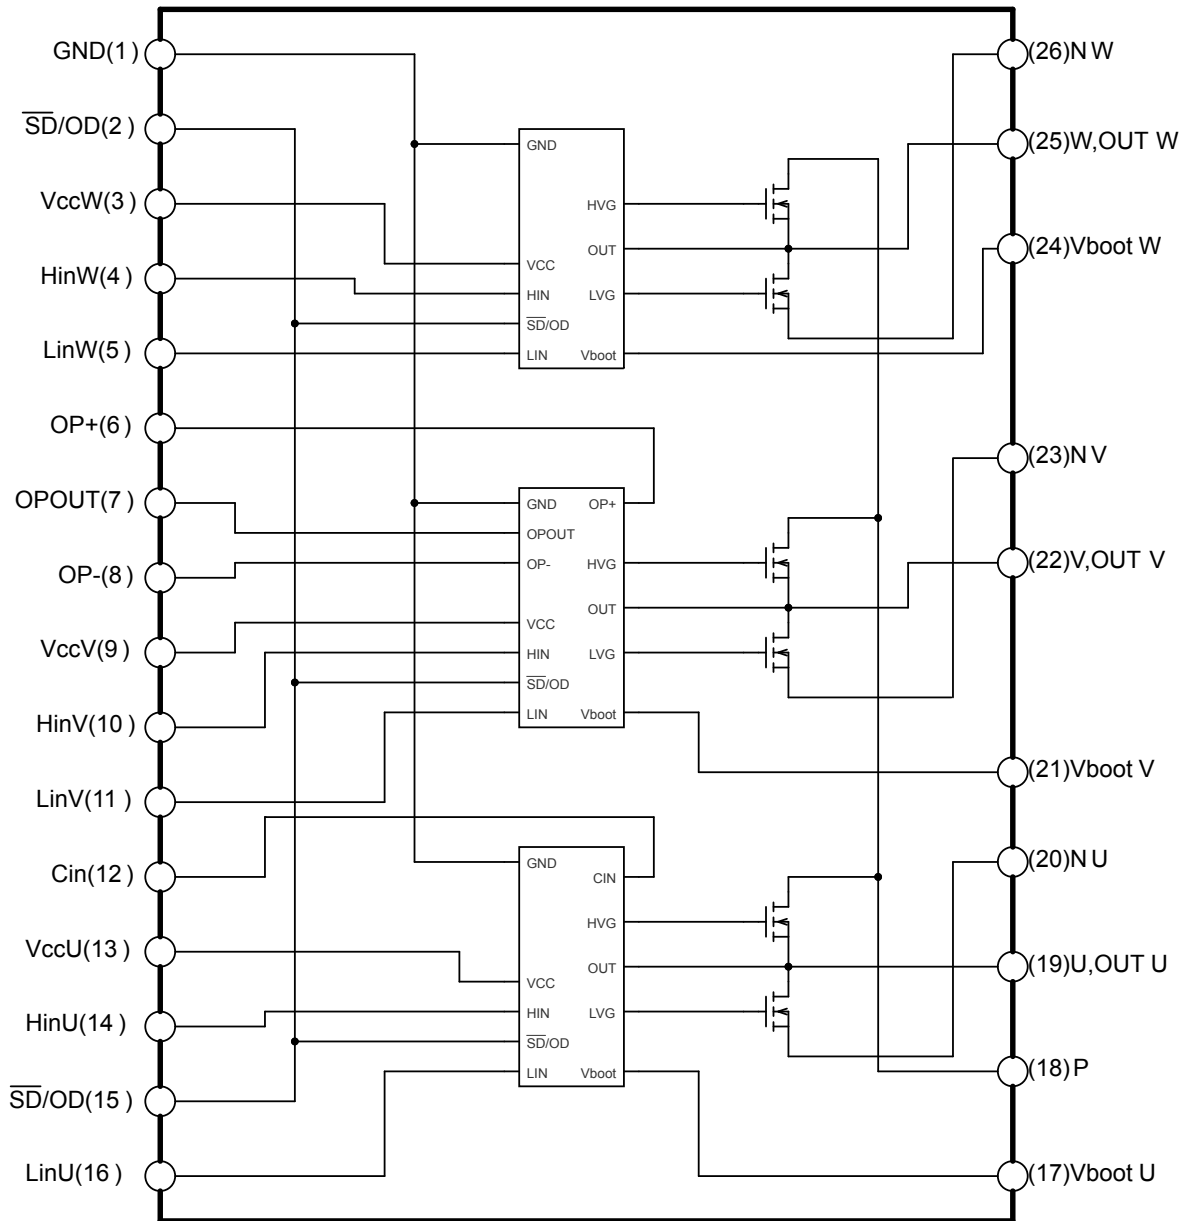 GND(1)
SD/OD(2)
VccW(3)
HinW(4)
LinW(5)
OP+(6)
OPOUT(7)
OP-(8)
VccV(9)
HinV(10)
LinV(11)
Cin(12)
VccU(13)
HinU(14)
SD/OD(15)
LinU(16)
GND
HVG
OUT
VCC
HIN
LVG
SD/OD
LIN
Vboot
GND
OP+
OPOUT
OP-
HVG
OUT
VCC
HIN
LVG
SD/OD
LIN
Vboot
GND
CIN
HVG
OUT
VCC
HIN
LVG
SD/OD
LIN
Vboot
(26)N W
(25)W,OUT W
(24)Vboot W
(23)N V
(22)V,OUT V
(21)Vboot V
(20)N U
(19)U,OUT U
(18)P
(17)Vboot U